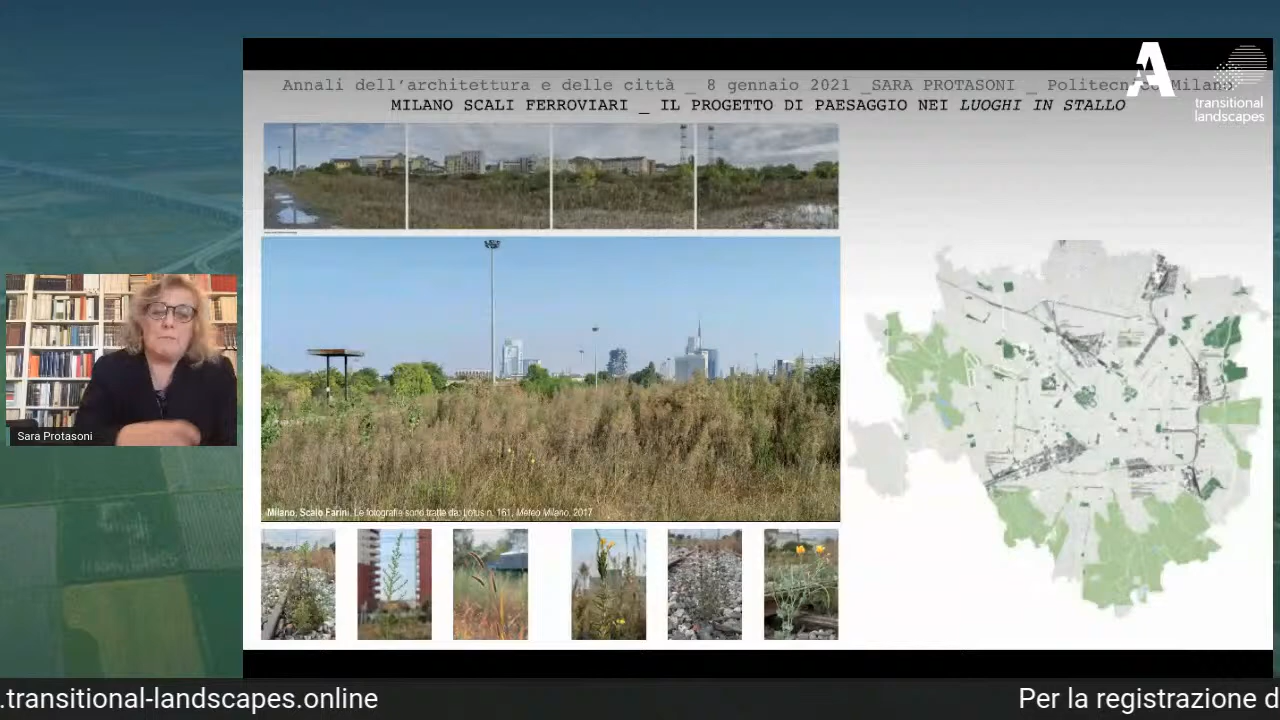 Annali dell'architettura e delle città _ 8 gennaio 2021 _SARA PROTASONI _ Politecnico Milano
MILANO SCALI FERROVIARI _ IL PROGETTO DI PAESAGGIO NEI LUOGHI IN STALLO
A
transitional
landscapes
Sara Protasoni
Milano, Scalo Farini. Le fotografie sono tratte da: Lotus n. 161, Meteo Milano, 2017
.transitional-landscapes.online
Per la registrazione d